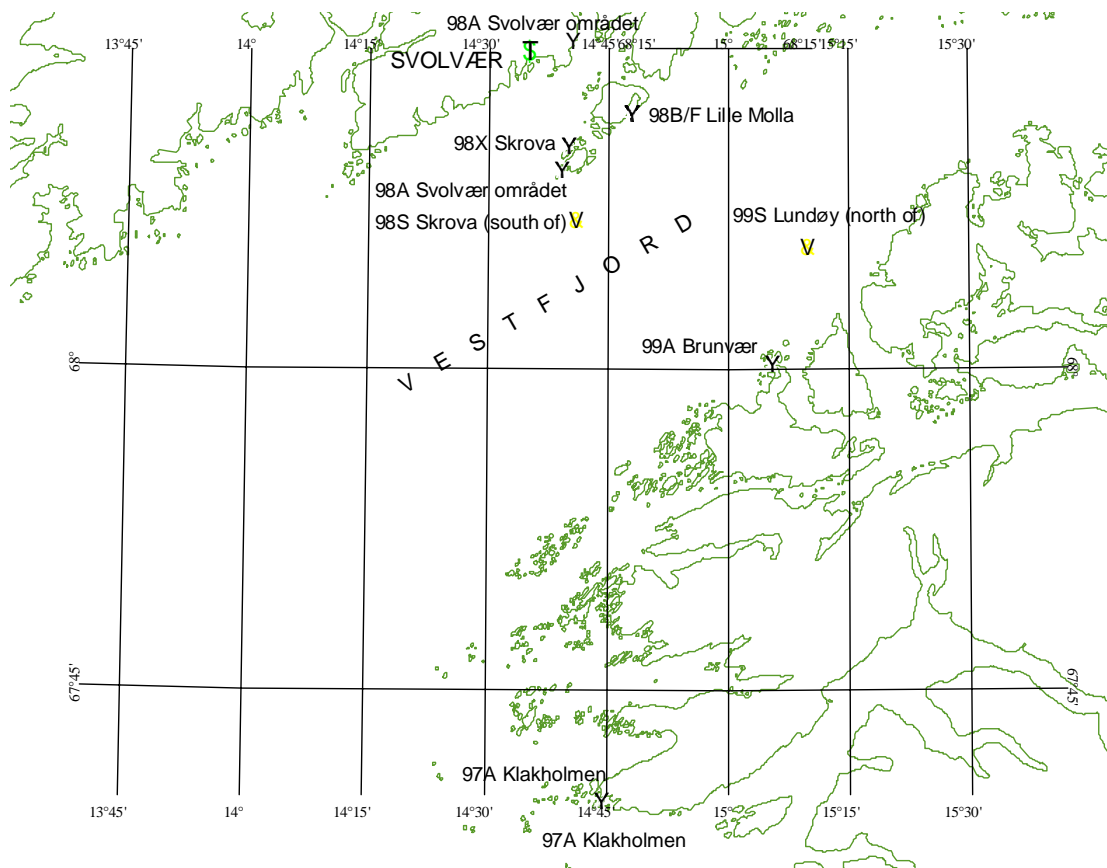 98A Svolvær området
13°45'
14°
14°15'
14°30'
Y
14°45'
68°15'
15°
68°15'
15°15'
15°30'
SVOLVÆR
S
T
Y
98B/F Lille Molla
98X Skrova
Y
Y
98A Svolvær området
98S Skrova (south of)
V
99S Lundøy (north of)
V
VESTFJORD
99A Brunvær
Y
68°
68°
67°45'
67°45'
97A Klakholmen
Y
13°45'
14°
14°15'
14°30'
14°45'
15°
15°15'
15°30'
97A Klakholmen